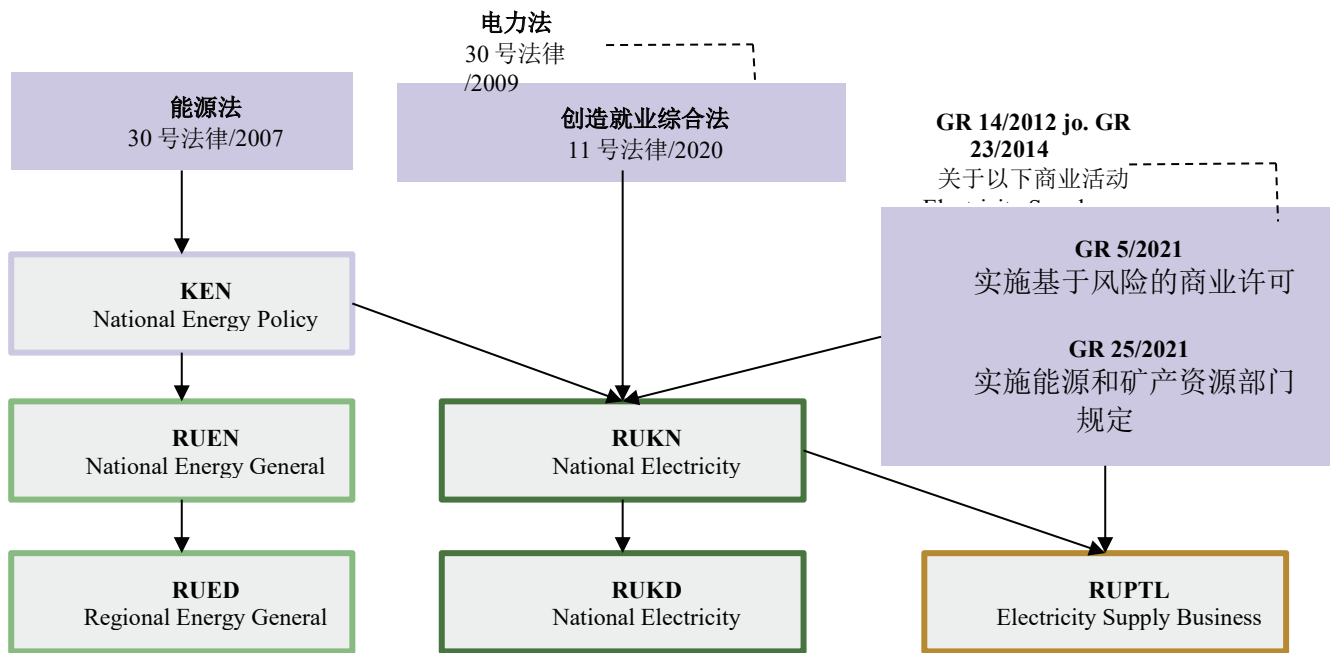 电力法
30 号法律
/2009
能源法
30 号法律/2007
创造就业综合法
11 号法律/2020
GR 14/2012 jo. GR
23/2014
关于以下商业活动
GR 5/2021
实施基于风险的商业许可
GR 25/2021
实施能源和矿产资源部门
规定
KEN
National Energy Policy
RUEN
National Energy General
RUKN
National Electricity
RUED
Regional Energy General
RUKD
National Electricity
RUPTL
Electricity Supply Business